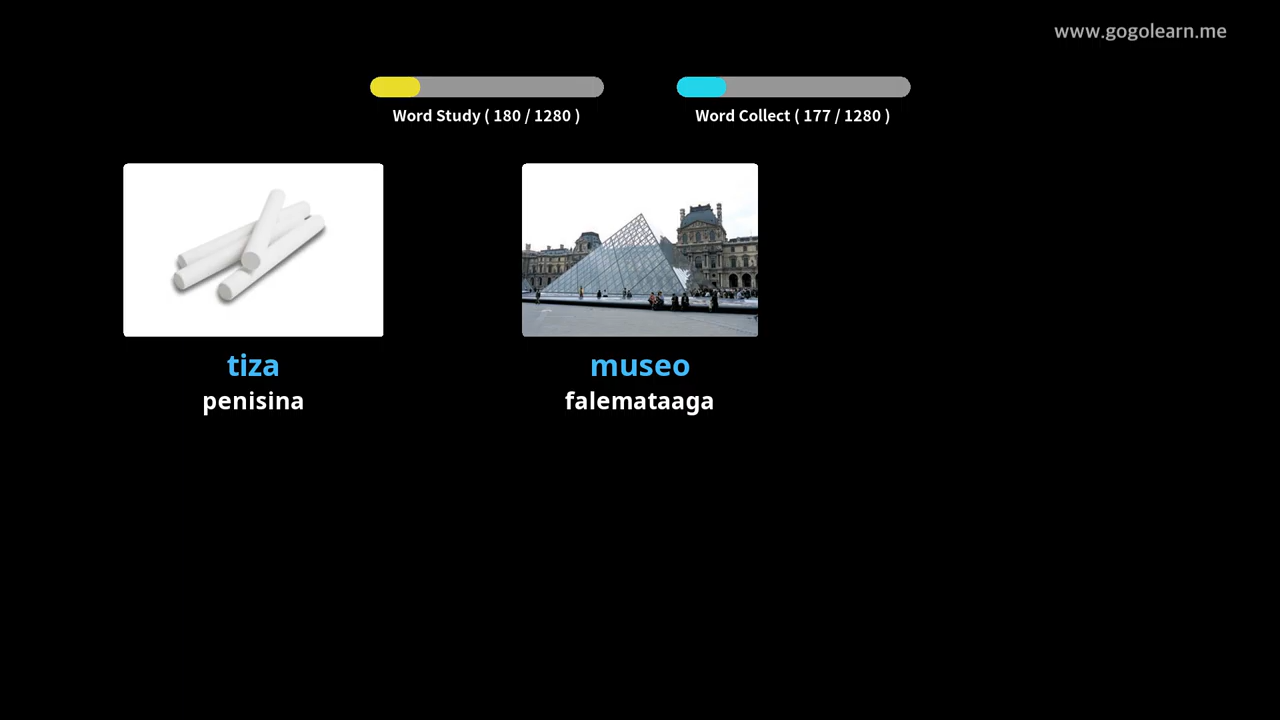 www.gogolearn.me
Word Study ( 180 / 1280 )
Word Collect ( 177 / 1280 )
tiza
penisina
museo
falemataaga